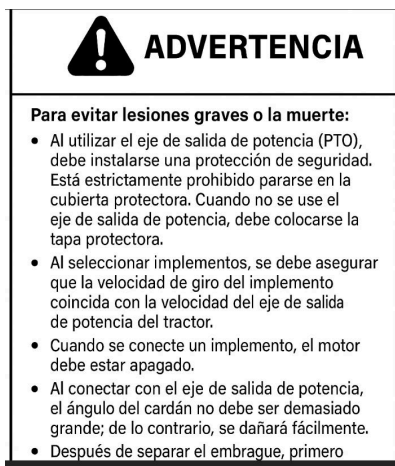 ADVERTENCIA
Para evitar lesiones graves o la muerte:
• Al utilizar el eje de salida de potencia (PTO),
debe instalarse una protección de seguridad.
Está estrictamente prohibido pararse en la
cubierta protectora. Cuando no se use el
eje de salida de potencia, debe colocarse la
tapa protectora.
• Al seleccionar implementos, se debe asegurar
que la velocidad de giro del implemento
coincida con la velocidad del eje de salida
de potencia del tractor.
• Cuando se conecte un implemento, el motor
debe estar apagado.
• Al conectar con el eje de salida de potencia,
el ángulo del cardán no debe ser demasiado
grande; de lo contrario, se dañará fácilmente.
• Después de separar el embrague, primero